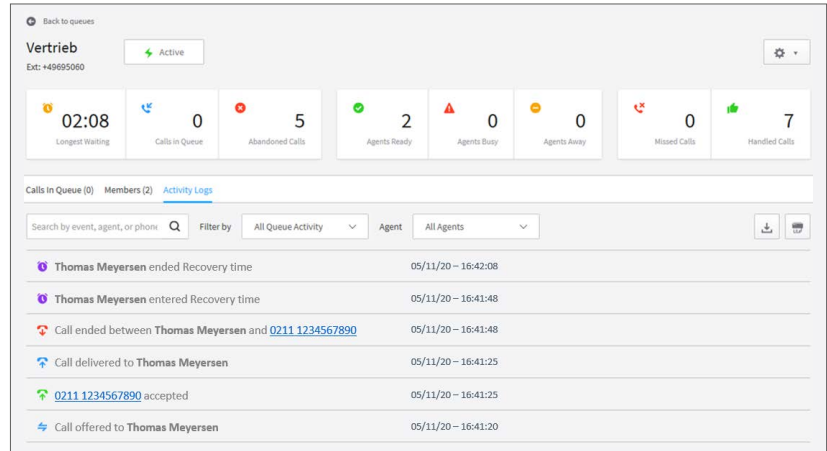 Back to queues
Vertrieb
Active
Ext: +49695060
02:08
Longest Waiting
0
Calls In Queue
5
Abandoned Calls
2
Agents Ready
0
Agents Busy
0
Agents Away
0
Missed Calls
7
Handled Calls
Calls In Queue (0) Members (2) Activity Logs
Search by event, agent, or phone Filter by All Queue Activity Agent All Agents
Thomas Meyersen ended Recovery time 05/11/20 – 16:42:08
Thomas Meyersen entered Recovery time 05/11/20 – 16:41:48
Call ended between Thomas Meyersen and 0211 1234567890 05/11/20 – 16:41:48
Call delivered to Thomas Meyersen 05/11/20 – 16:41:25
0211 1234567890 accepted 05/11/20 – 16:41:25
Call offered to Thomas Meyersen 05/11/20 – 16:41:20